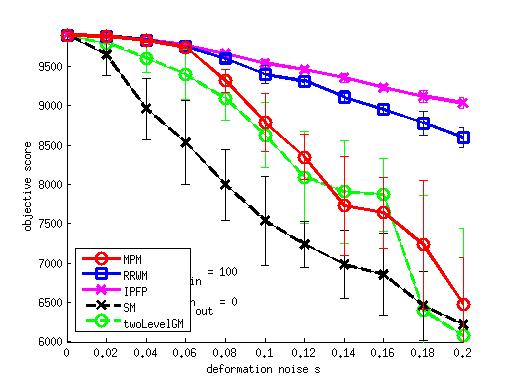 objective score
9500
9000
8500
8000
7500
7000
6500
6000
MPM
RRWM
IPFP
SM
twoLevelGM
in = 100
out = 0
0 0.02 0.04 0.06 0.08 0.1 0.12 0.14 0.16 0.18 0.2
deformation noise s